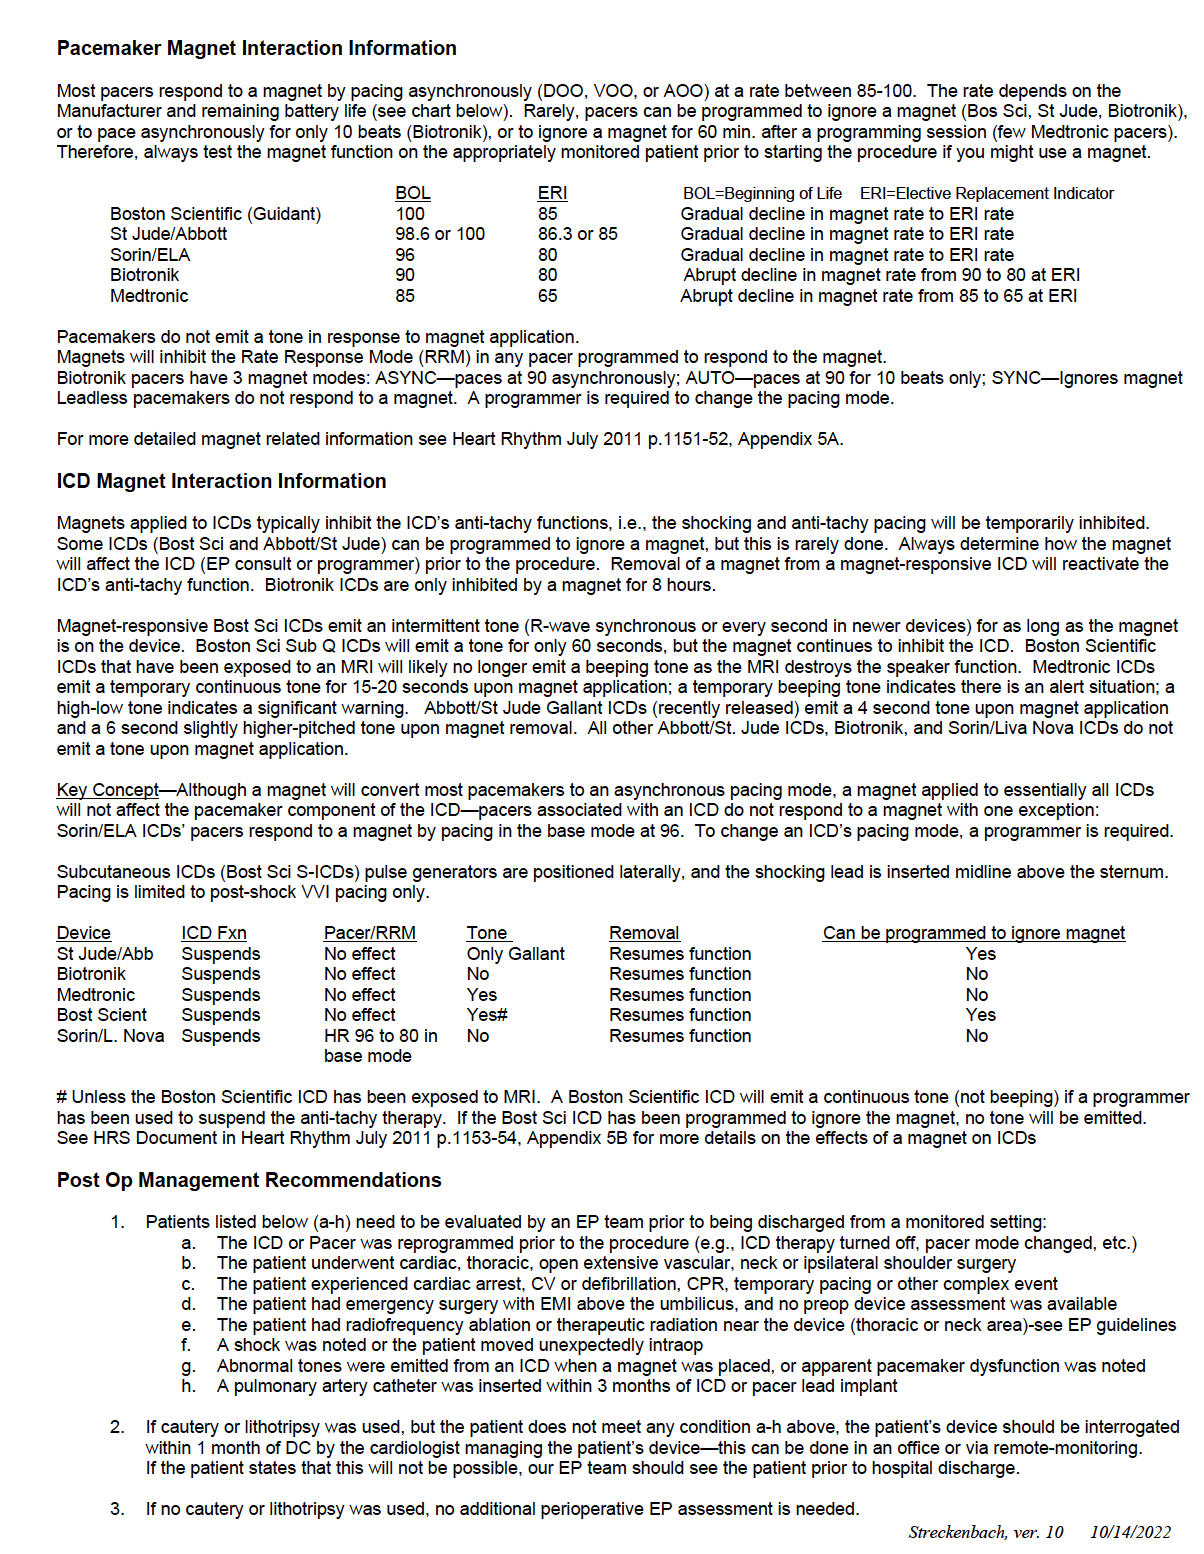 Pacemaker Magnet Interaction Information
Most pacers respond to a magnet by pacing asynchronously (DOO, VOO, or AOO) at a rate between 85-100.  The rate depends on the
Manufacturer and remaining battery life (see chart below).  Rarely, pacers can be programmed to ignore a magnet (Bos Sci, St Jude, Biotronik),
or to pace asynchronously for only 10 beats (Biotronik), or to ignore a magnet for 60 min. after a programming session (few Medtronic pacers).
Therefore, always test the magnet function on the appropriately monitored patient prior to starting the procedure if you might use a magnet.
BOL ERI BOL=Beginning of Life ERI=Elective Replacement Indicator
Boston Scientific (Guidant) 100 85 Gradual decline in magnet rate to ERI rate
St Jude/Abbott 98.6 or 100 86.3 or 85 Gradual decline in magnet rate to ERI rate
Sorin/ELA 96 80 Gradual decline in magnet rate to ERI rate
Biotronik 90 80 Abrupt decline in magnet rate from 90 to 80 at ERI
Medtronic 85 65 Abrupt decline in magnet rate from 85 to 65 at ERI
Pacemakers do not emit a tone in response to magnet application.
Magnets will inhibit the Rate Response Mode (RRM) in any pacer programmed to respond to the magnet.
Biotronik pacers have 3 magnet modes: ASYNC—paces at 90 asynchronously; AUTO—paces at 90 for 10 beats only; SYNC—Ignores magnet
Leadless pacemakers do not respond to a magnet.  A programmer is required to change the pacing mode.
For more detailed magnet related information see Heart Rhythm July 2011 p.1151-52, Appendix 5A.
ICD Magnet Interaction Information
Magnets applied to ICDs typically inhibit the ICD's anti-tachy functions, i.e., the shocking and anti-tachy pacing will be temporarily inhibited.
Some ICDs (Bost Sci and Abbott/St Jude) can be programmed to ignore a magnet, but this is rarely done.  Always determine how the magnet
will affect the ICD (EP consult or programmer) prior to the procedure.  Removal of a magnet from a magnet-responsive ICD will reactivate the
ICD's anti-tachy function.  Biotronik ICDs are only inhibited by a magnet for 8 hours.
Magnet-responsive Bost Sci ICDs emit an intermittent tone (R-wave synchronous or every second in newer devices) for as long as the magnet
is on the device.  Boston Sci Sub Q ICDs will emit a tone for only 60 seconds, but the magnet continues to inhibit the ICD.  Boston Scientific
ICDs that have been exposed to an MRI will likely no longer emit a beeping tone as the MRI destroys the speaker function.  Medtronic ICDs
emit a temporary continuous tone for 15-20 seconds upon magnet application; a temporary beeping tone indicates there is an alert situation; a
high-low tone indicates a significant warning.   Abbott/St Jude Gallant ICDs (recently released) emit a 4 second tone upon magnet application
and a 6 second slightly higher-pitched tone upon magnet removal.  All other Abbott/St. Jude ICDs, Biotronik, and Sorin/Liva Nova ICDs do not
emit a tone upon magnet application.
Key Concept—Although a magnet will convert most pacemakers to an asynchronous pacing mode, a magnet applied to essentially all ICDs
will not affect the pacemaker component of the ICD—pacers associated with an ICD do not respond to a magnet with one exception:
Sorin/ELA ICDs' pacers respond to a magnet by pacing in the base mode at 96.  To change an ICD's pacing mode, a programmer is required.
Subcutaneous ICDs (Bost Sci S-ICDs) pulse generators are positioned laterally, and the shocking lead is inserted midline above the sternum.
Pacing is limited to post-shock VVI pacing only.
Device ICD Fxn Pacer/RRM Tone Removal Can be programmed to ignore magnet
St Jude/Abb Suspends No effect Only Gallant Resumes function Yes
Biotronik Suspends No effect No Resumes function No
Medtronic Suspends No effect Yes Resumes function No
Bost Scient Suspends No effect Yes# Resumes function Yes
Sorin/L. Nova Suspends HR 96 to 80 in No Resumes function No
base mode
# Unless the Boston Scientific ICD has been exposed to MRI.  A Boston Scientific ICD will emit a continuous tone (not beeping) if a programmer
has been used to suspend the anti-tachy therapy.  If the Bost Sci ICD has been programmed to ignore the magnet, no tone will be emitted.
See HRS Document in Heart Rhythm July 2011 p.1153-54, Appendix 5B for more details on the effects of a magnet on ICDs
Post Op Management Recommendations
1. Patients listed below (a-h) need to be evaluated by an EP team prior to being discharged from a monitored setting:
a. The ICD or Pacer was reprogrammed prior to the procedure (e.g., ICD therapy turned off, pacer mode changed, etc.)
b. The patient underwent cardiac, thoracic, open extensive vascular, neck or ipsilateral shoulder surgery
c. The patient experienced cardiac arrest, CV or defibrillation, CPR, temporary pacing or other complex event
d. The patient had emergency surgery with EMI above the umbilicus, and no preop device assessment was available
e. The patient had radiofrequency ablation or therapeutic radiation near the device (thoracic or neck area)-see EP guidelines
f. A shock was noted or the patient moved unexpectedly intraop
g. Abnormal tones were emitted from an ICD when a magnet was placed, or apparent pacemaker dysfunction was noted
h. A pulmonary artery catheter was inserted within 3 months of ICD or pacer lead implant
2. If cautery or lithotripsy was used, but the patient does not meet any condition a-h above, the patient's device should be interrogated
within 1 month of DC by the cardiologist managing the patient's device—this can be done in an office or via remote-monitoring.
If the patient states that this will not be possible, our EP team should see the patient prior to hospital discharge.
3. If no cautery or lithotripsy was used, no additional perioperative EP assessment is needed.
Streckenbach, ver. 10 10/14/2022